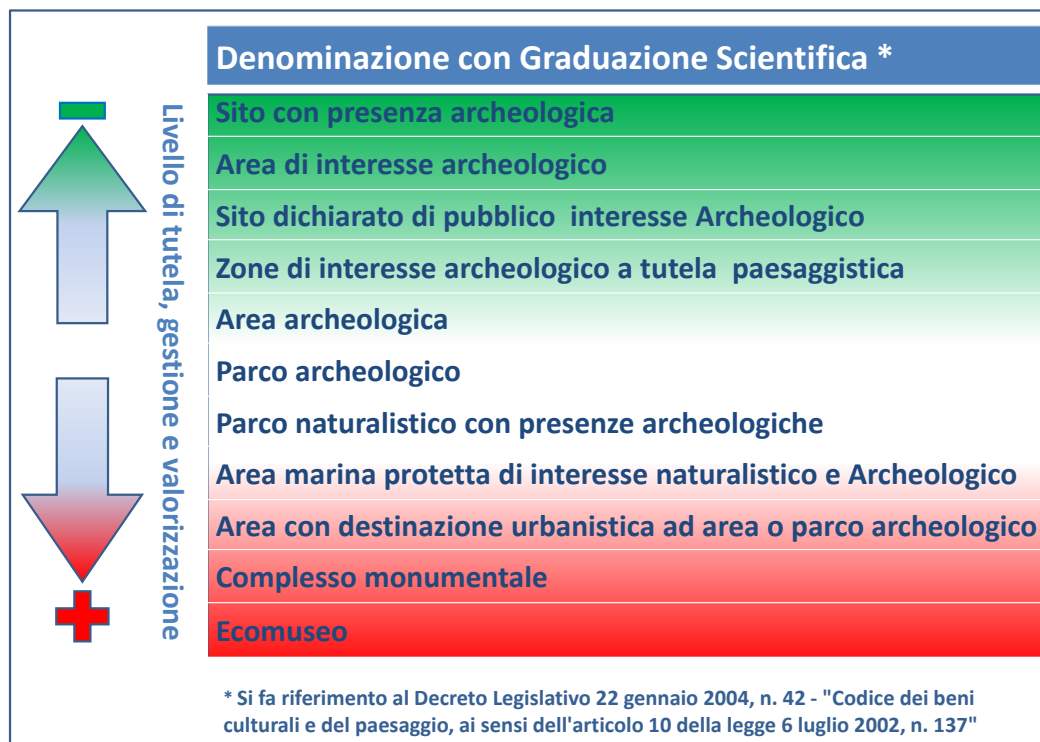 Denominazione con Graduazione Scientifica *
Livello di tutela, gestione e valorizzazione
Sito con presenza archeologica
Area di interesse archeologico
Sito dichiarato di pubblico interesse Archeologico
Zone di interesse archeologico a tutela paesaggistica
Area archeologica
Parco archeologico
Parco naturalistico con presenze archeologiche
Area marina protetta di interesse naturalistico e Archeologico
Area con destinazione urbanistica ad area o parco archeologico
Complesso monumentale
Ecomuseo
* Si fa riferimento al Decreto Legislativo 22 gennaio 2004, n. 42 - "Codice dei beni
culturali e del paesaggio, ai sensi dell'articolo 10 della legge 6 luglio 2002, n. 137"